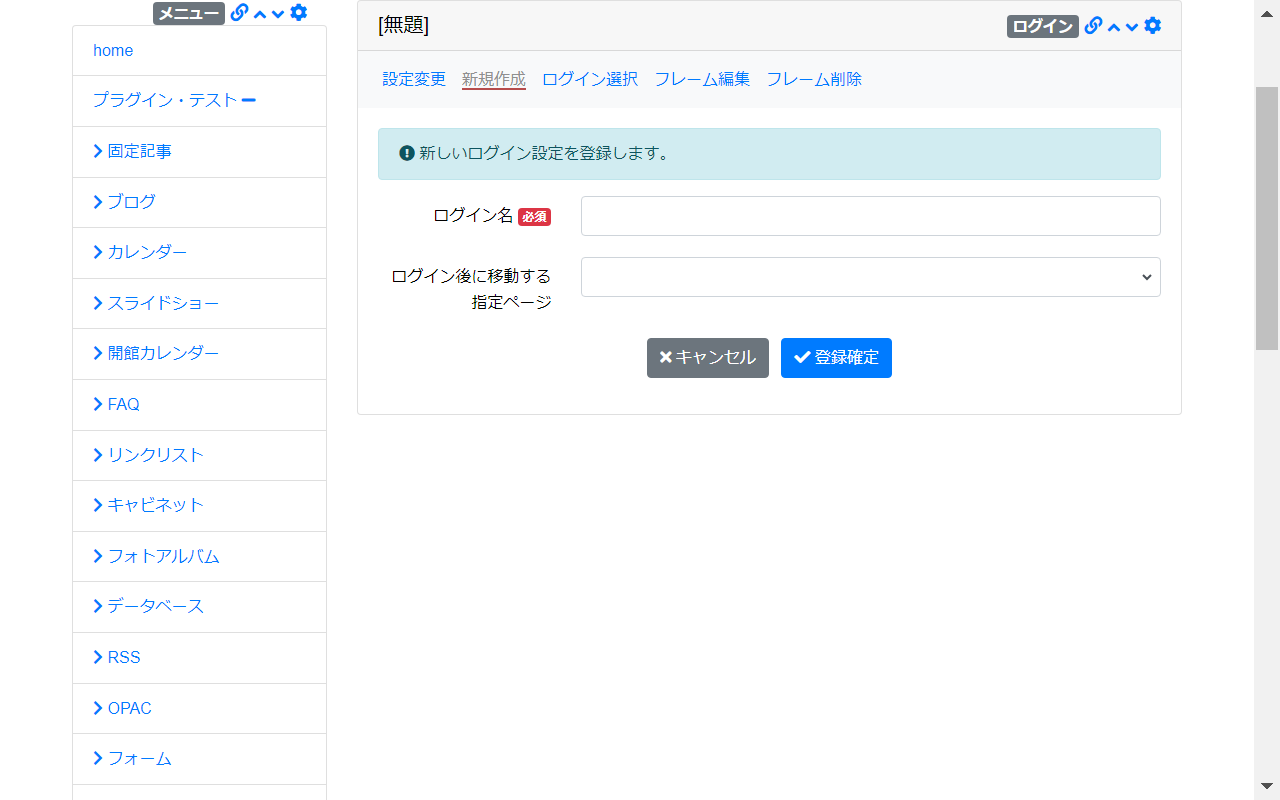 メニュー
home
プラグイン・テスト
固定記事
ブログ
カレンダー
スライドショー
開館カレンダー
FAQ
リンクリスト
キャビネット
フォトアルバム
データベース
RSS
OPAC
フォーム
[無題]
ログイン
設定変更 新規作成 ログイン選択 フレーム編集 フレーム削除
新しいログイン設定を登録します。
ログイン名 必須
ログイン後に移動する
指定ページ
キャンセル 登録確定